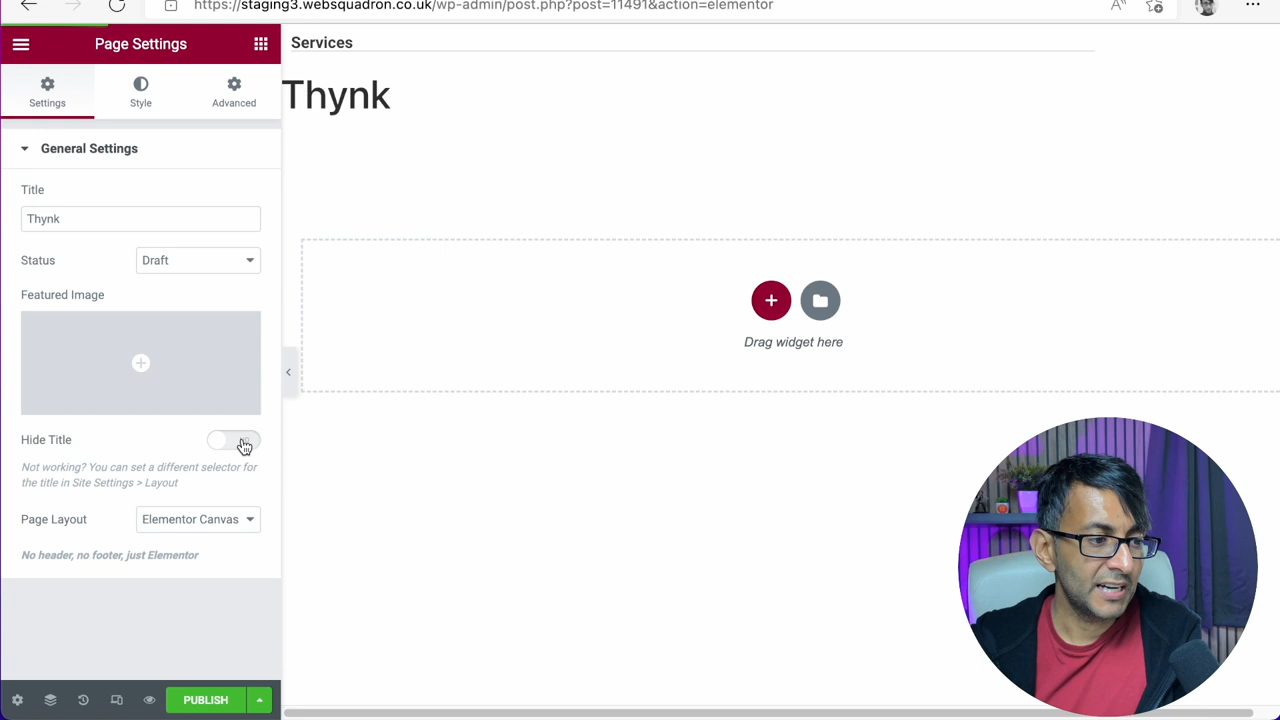 https://staging3.websquadron.co.uk/wp-admin/post.php?post=11491&action=elementor
Page Settings
Settings
Style
Advanced
General Settings
Title
Thynk
Status
Draft
Featured Image
Hide Title
Not working? You can set a different selector for
the title in Site Settings > Layout
Page Layout
Elementor Canvas
No header, no footer, just Elementor
PUBLISH
Services
Thynk
Drag widget here